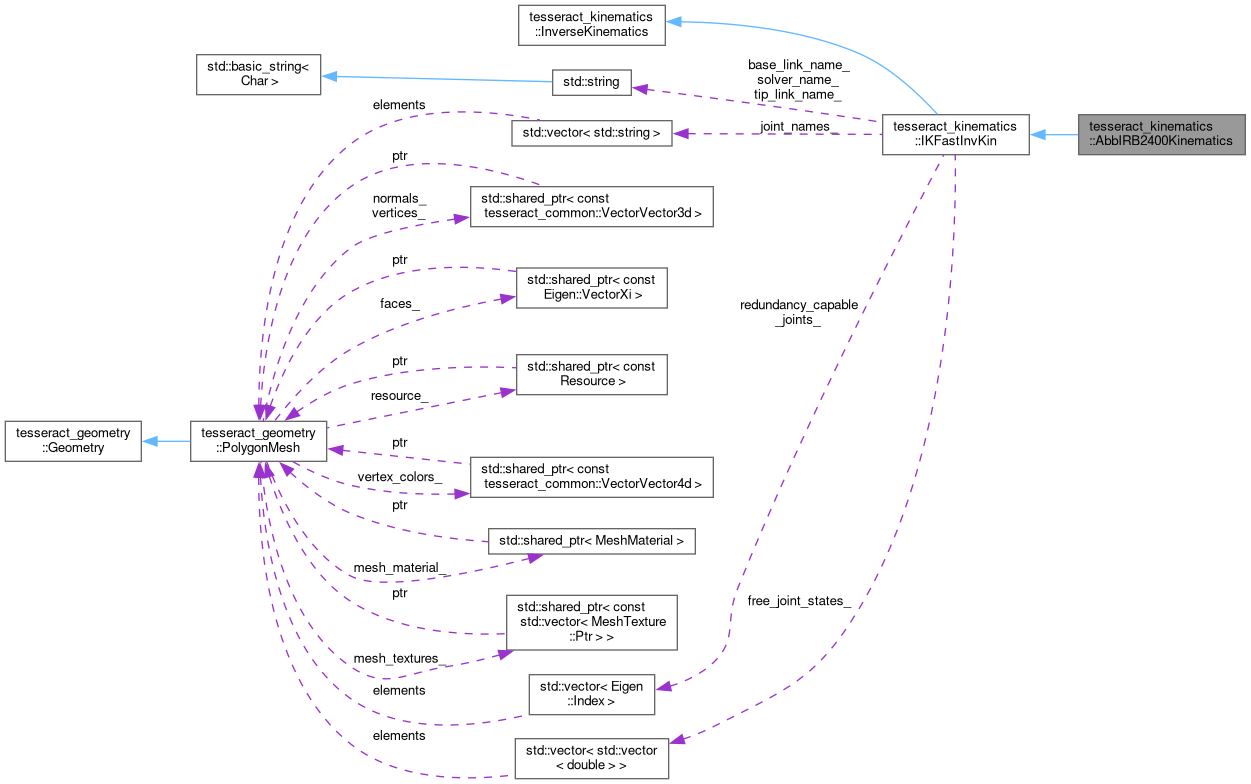 tesseract_kinematics
::InverseKinematics
std::basic_string<
Char >
std::string
base_link_name_
solver_name_
tip_link_name_
elements
std::vector< std::string >
joint_names_
tesseract_kinematics
::IKFastInvKin
tesseract_kinematics
::AbbIRB2400Kinematics
ptr
normals_
vertices_
std::shared_ptr< const
tesseract_common::VectorVector3d >
ptr
faces_
std::shared_ptr< const
Eigen::VectorXi >
redundancy_capable
_joints_
ptr
resource_
std::shared_ptr< const
Resource >
tesseract_geometry
::Geometry
tesseract_geometry
::PolygonMesh
ptr
vertex_colors_
std::shared_ptr< const
tesseract_common::VectorVector4d >
ptr
std::shared_ptr< MeshMaterial >
mesh_material_
ptr
std::shared_ptr< const
std::vector< MeshTexture
::Ptr > >
free_joint_states_
mesh_textures_
elements
std::vector< Eigen
::Index >
elements
std::vector< std::vector
< double > >